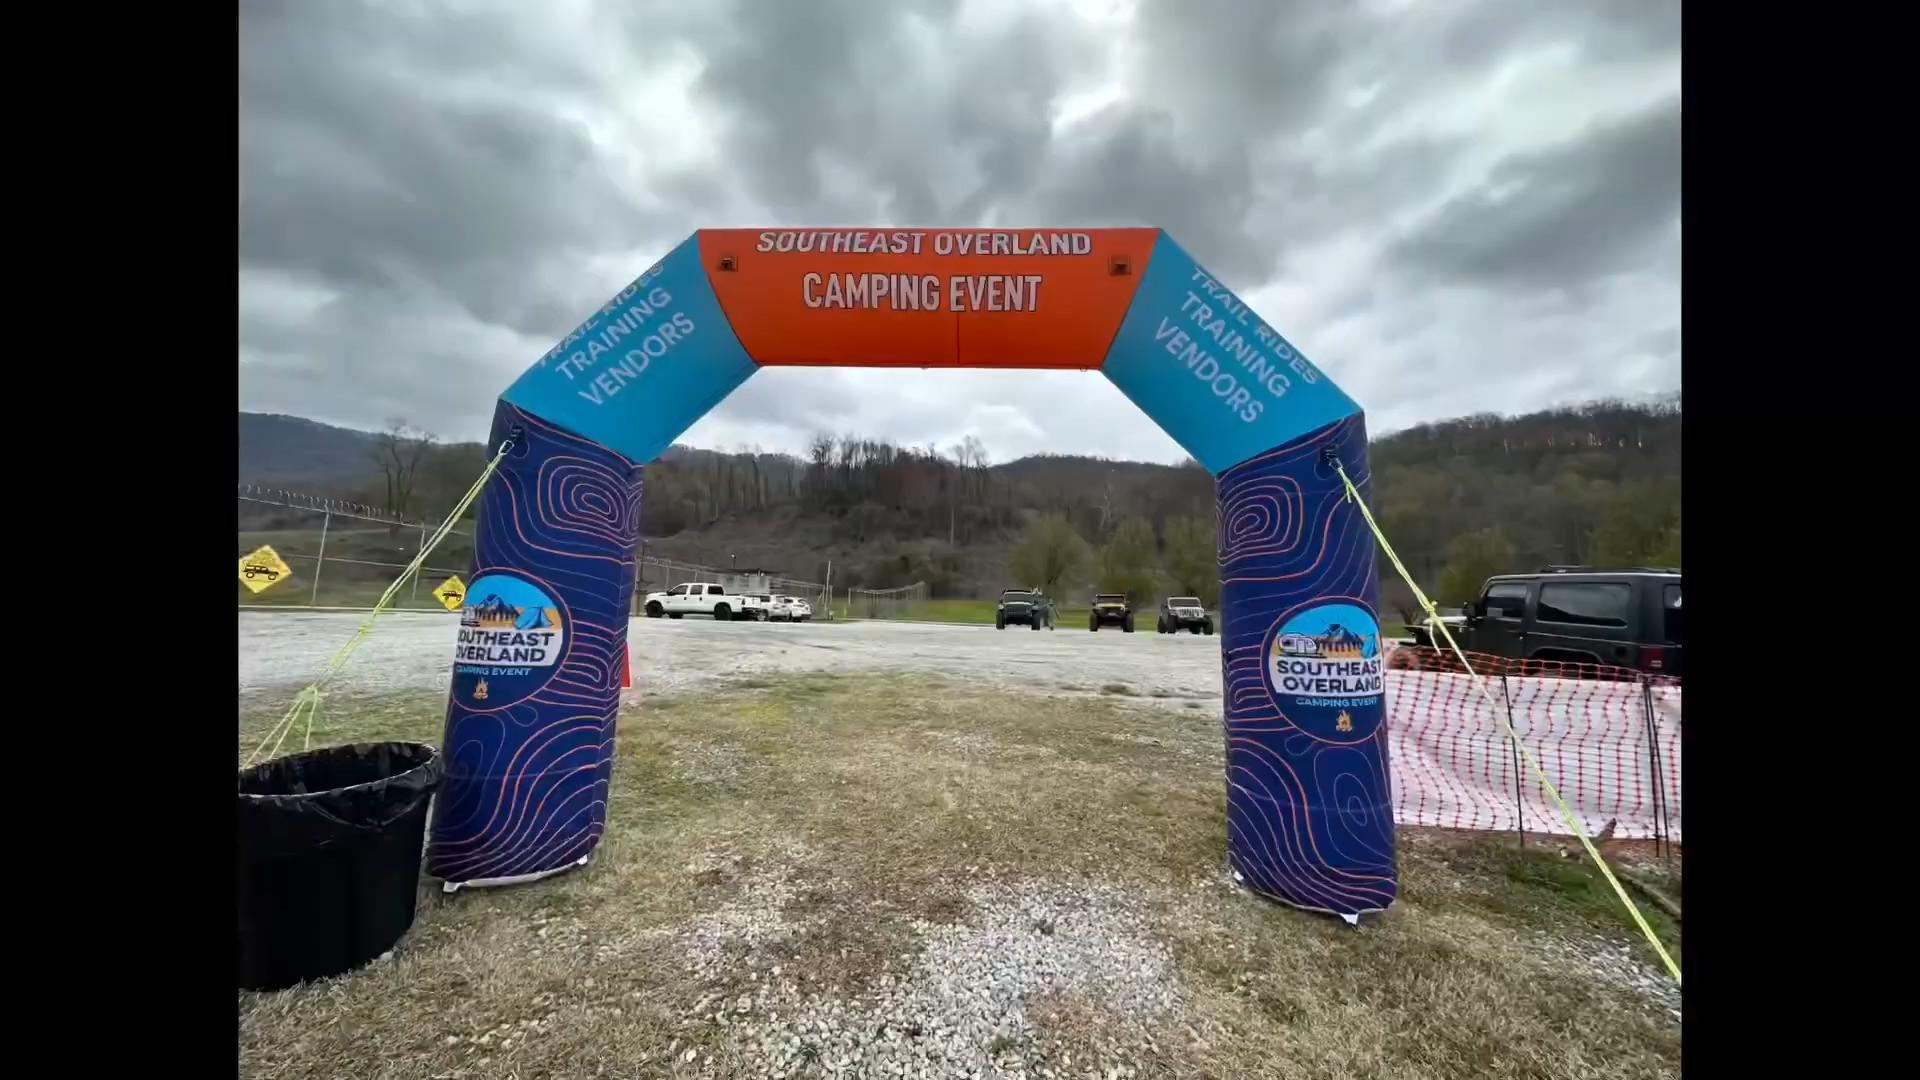 SOUTHEAST OVERLAND
CAMPING EVENT
TRAIL RIDES
TRAINING
VENDORS
TRAIL RIDES
TRAINING
VENDORS
SOUTHEAST
OVERLAND
CAMPING EVENT
SOUTHEAST
OVERLAND
CAMPING EVENT